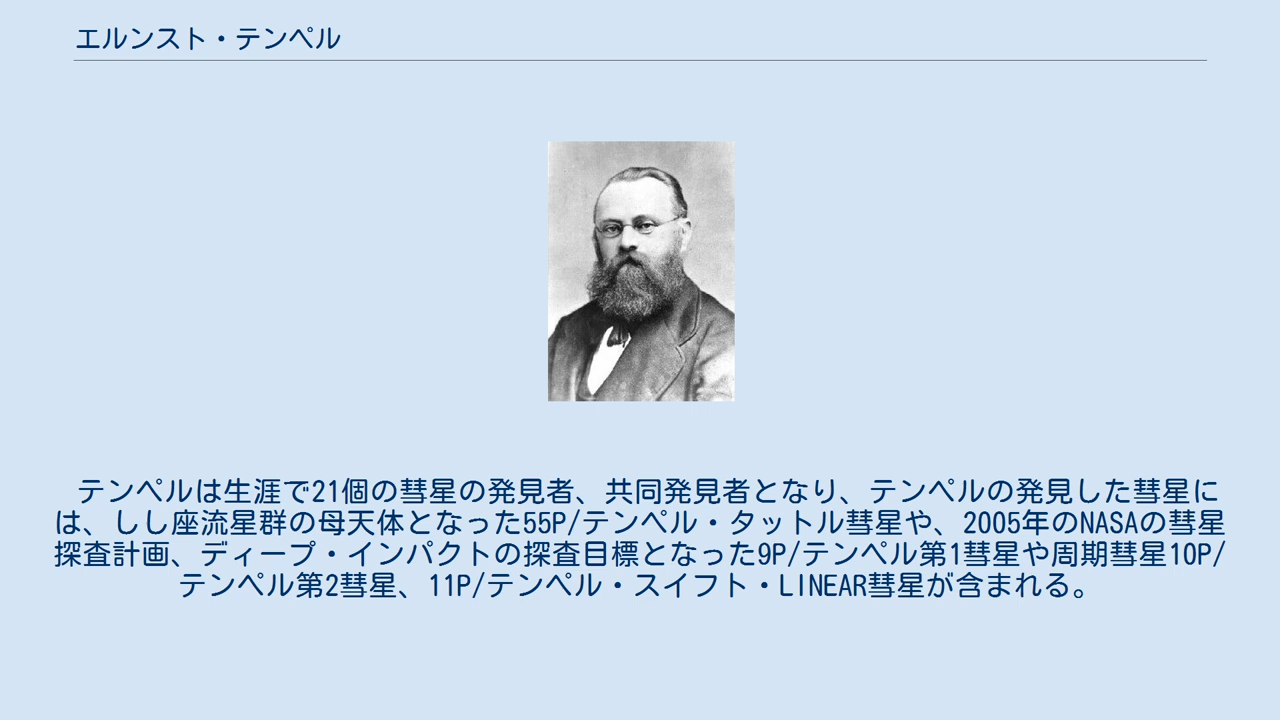 エルンスト・テンペル
テンペルは生涯で21個の彗星の発見者、共同発見者となり、テンペルの発見した彗星に
は、しし座流星群の母天体となった55P/テンペル・タットル彗星や、2005年のNASAの彗星
探査計画、ディープ・インパクトの探査目標となった9P/テンペル第1彗星や周期彗星10P/
テンペル第2彗星、11P/テンペル・スイフト・LINEAR彗星が含まれる。